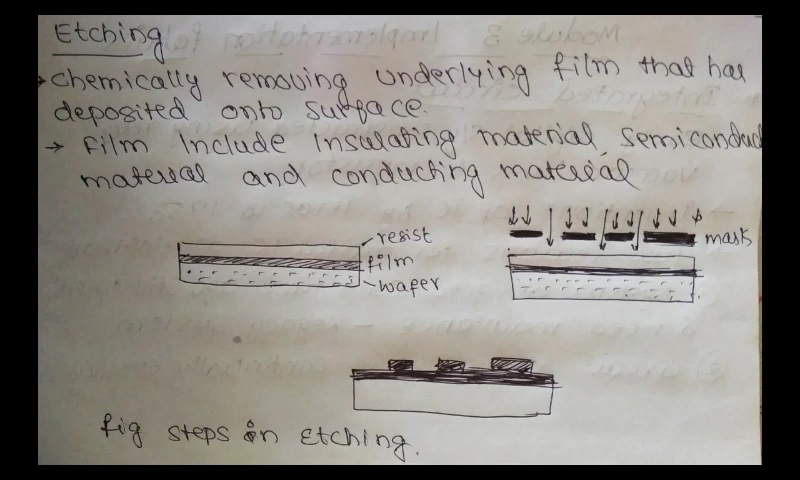 Etching
→ Chemically removing underlying film that has
deposited onto surface.
→ Film Include Insulating material, Semiconduc
material and conducting material
resist
film
wafer
mask
fig steps in Etching.